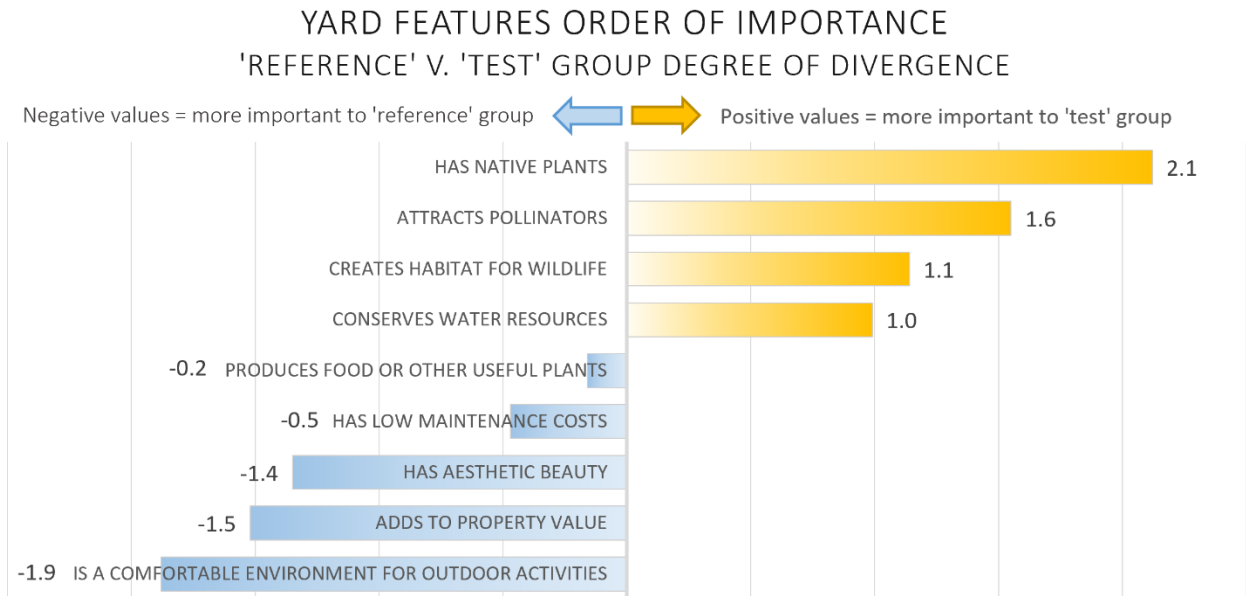 YARD FEATURES ORDER OF IMPORTANCE
'REFERENCE' V. 'TEST' GROUP DEGREE OF DIVERGENCE
Negative values = more important to 'reference' group
Positive values = more important to 'test' group
HAS NATIVE PLANTS 2.1
ATTRACTS POLLINATORS 1.6
CREATES HABITAT FOR WILDLIFE 1.1
CONSERVES WATER RESOURCES 1.0
-0.2 PRODUCES FOOD OR OTHER USEFUL PLANTS
-0.5 HAS LOW MAINTENANCE COSTS
-1.4 HAS AESTHETIC BEAUTY
-1.5 ADDS TO PROPERTY VALUE
-1.9 IS A COMFORTABLE ENVIRONMENT FOR OUTDOOR ACTIVITIES